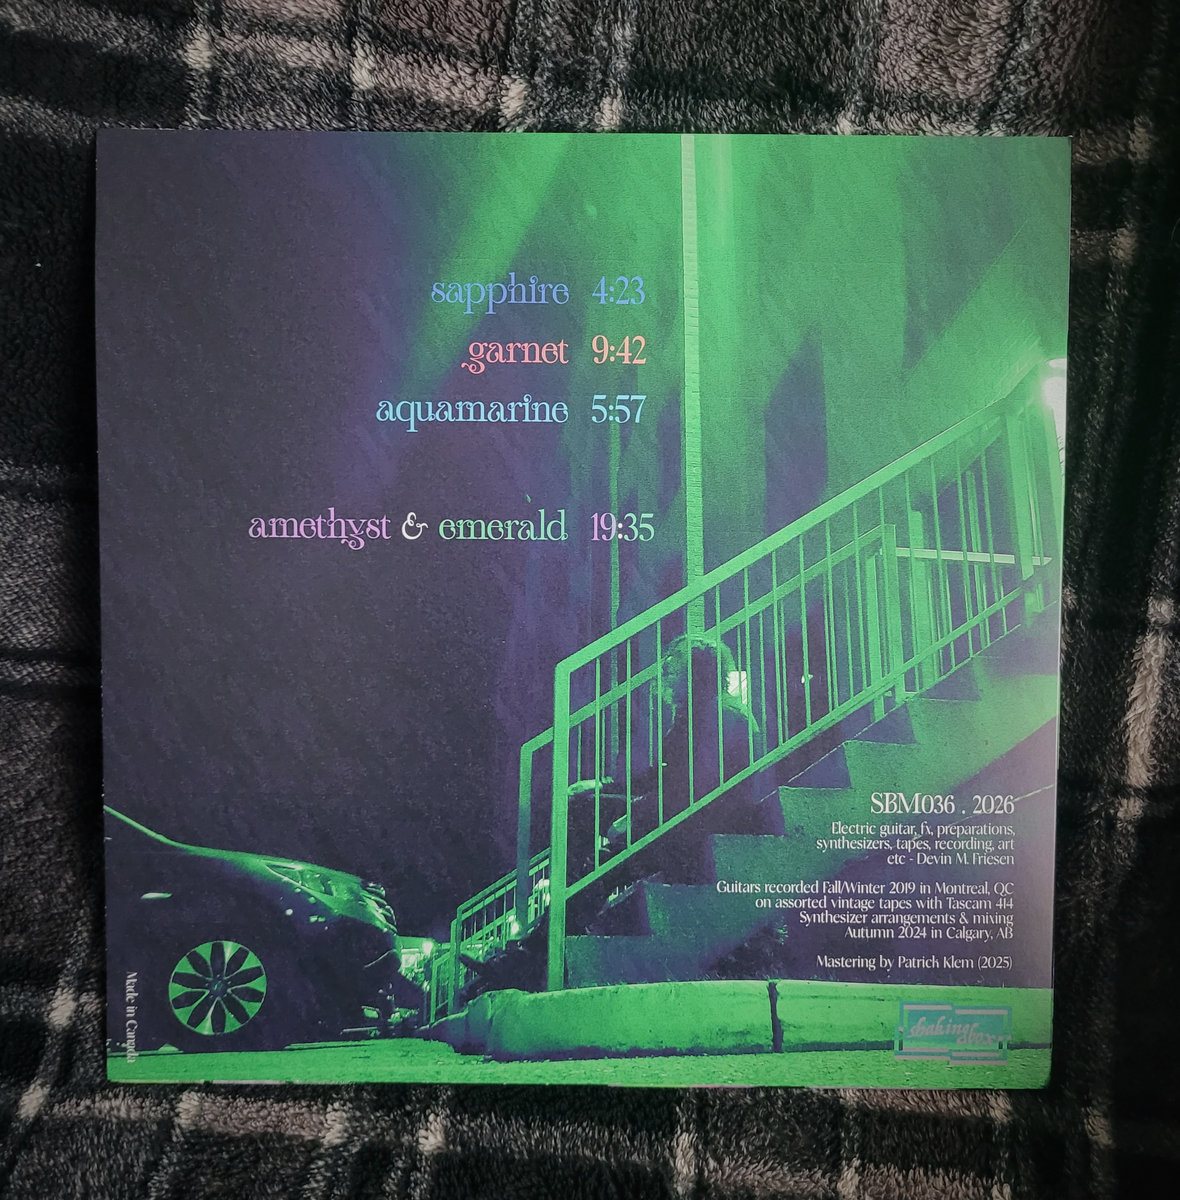 sapphire 4:23
garnet 9:42
aquamarine 5:57
amethyst & emerald 19:35
SBM036 . 2026
Electric guitar, fx, preparations,
synthesizers, tapes, recording, art
etc - Devin M. Friesen
Guitars recorded Fall/Winter 2019 in Montreal, QC
on assorted vintage tapes with Tascam 414
Synthesizer arrangements & mixing
Autumn 2024 in Calgary, AB
Mastering by Patrick Klem (2025)
Made in Canada
shaking
box